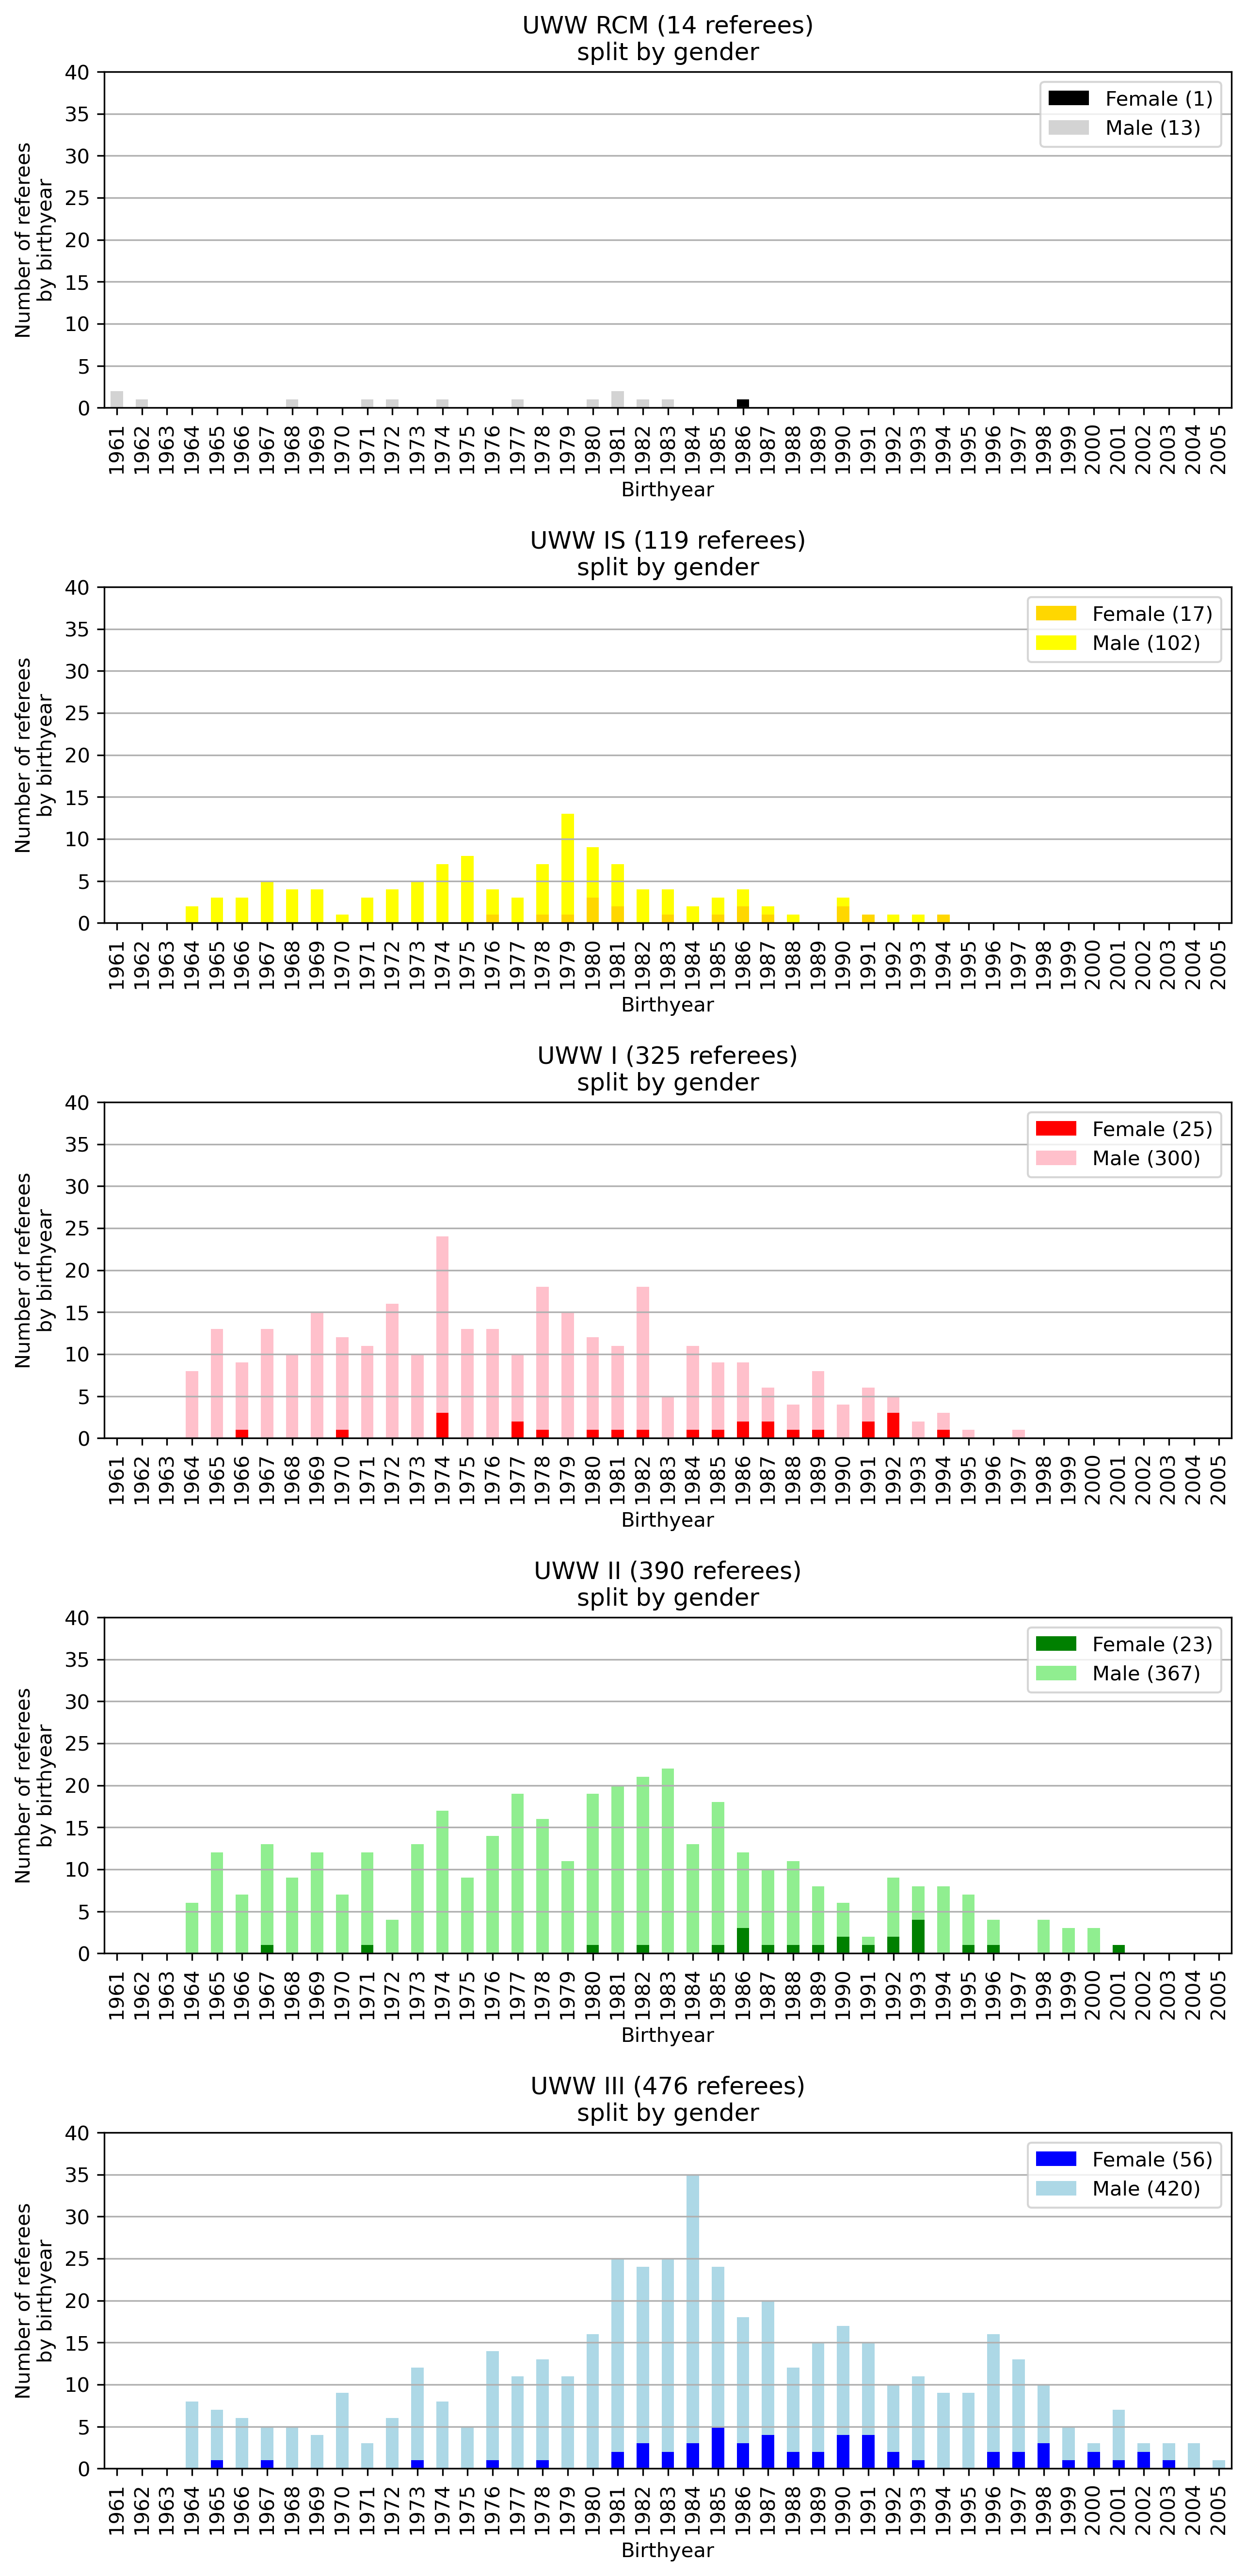 UWW RCM (14 referees)
split by gender
Number of referees
by birthyear
40
35
30
25
20
15
10
5
0
Female (1)
Male (13)
1961 1962 1963 1964 1965 1966 1967 1968 1969 1970 1971 1972 1973 1974 1975 1976 1977 1978 1979 1980 1981 1982 1983 1984 1985 1986 1987 1988 1989 1990 1991 1992 1993 1994 1995 1996 1997 1998 1999 2000 2001 2002 2003 2004 2005
Birthyear
UWW IS (119 referees)
split by gender
Number of referees
by birthyear
40
35
30
25
20
15
10
5
0
Female (17)
Male (102)
1961 1962 1963 1964 1965 1966 1967 1968 1969 1970 1971 1972 1973 1974 1975 1976 1977 1978 1979 1980 1981 1982 1983 1984 1985 1986 1987 1988 1989 1990 1991 1992 1993 1994 1995 1996 1997 1998 1999 2000 2001 2002 2003 2004 2005
Birthyear
UWW I (325 referees)
split by gender
Number of referees
by birthyear
40
35
30
25
20
15
10
5
0
Female (25)
Male (300)
1961 1962 1963 1964 1965 1966 1967 1968 1969 1970 1971 1972 1973 1974 1975 1976 1977 1978 1979 1980 1981 1982 1983 1984 1985 1986 1987 1988 1989 1990 1991 1992 1993 1994 1995 1996 1997 1998 1999 2000 2001 2002 2003 2004 2005
Birthyear
UWW II (390 referees)
split by gender
Number of referees
by birthyear
40
35
30
25
20
15
10
5
0
Female (23)
Male (367)
1961 1962 1963 1964 1965 1966 1967 1968 1969 1970 1971 1972 1973 1974 1975 1976 1977 1978 1979 1980 1981 1982 1983 1984 1985 1986 1987 1988 1989 1990 1991 1992 1993 1994 1995 1996 1997 1998 1999 2000 2001 2002 2003 2004 2005
Birthyear
UWW III (476 referees)
split by gender
Number of referees
by birthyear
40
35
30
25
20
15
10
5
0
Female (56)
Male (420)
1961 1962 1963 1964 1965 1966 1967 1968 1969 1970 1971 1972 1973 1974 1975 1976 1977 1978 1979 1980 1981 1982 1983 1984 1985 1986 1987 1988 1989 1990 1991 1992 1993 1994 1995 1996 1997 1998 1999 2000 2001 2002 2003 2004 2005
Birthyear